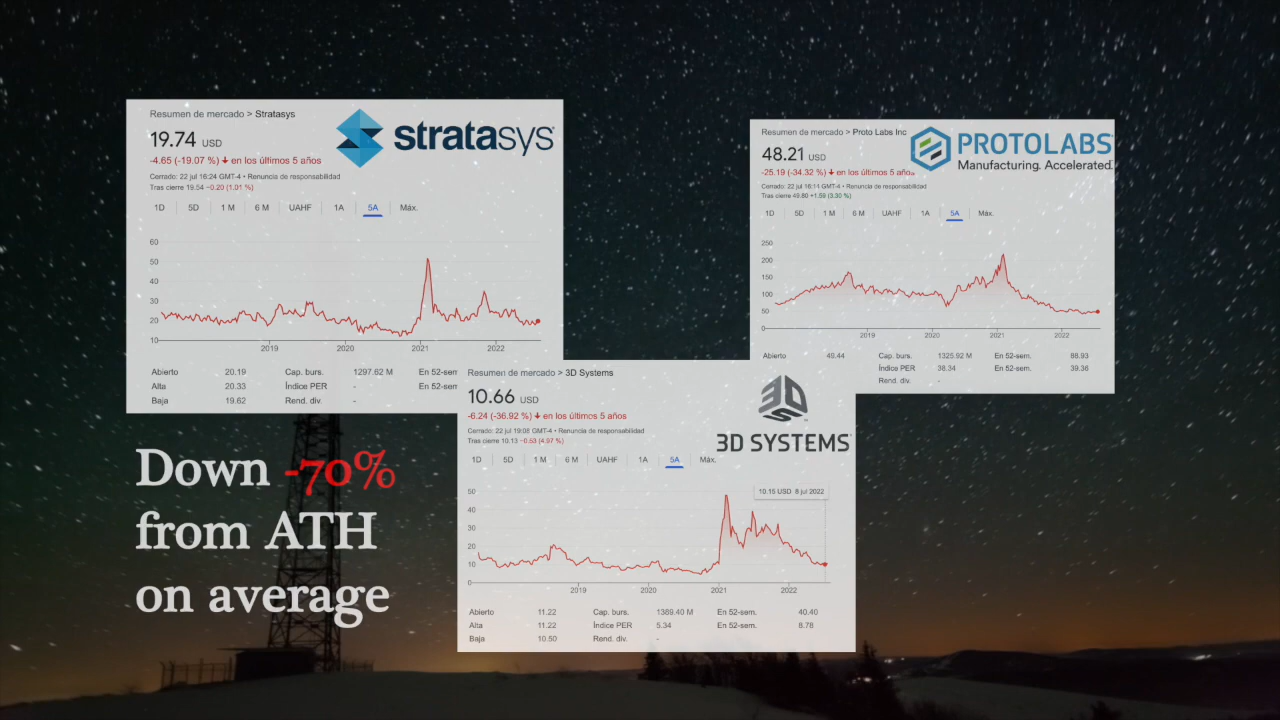 Resumen de mercado > Stratasys
stratasys
19.74 USD
-4.65 (-19.07 %) ↓ en los últimos 5 años
Cerrado: 22 jul 16:24 GMT-4 • Renuncia de responsabilidad
Tras cierre 19.54 −0.20 (1.01 %)
1D 5D 1 M 6 M UAHF 1A 5A Máx.
60
50
40
30
20
10
2019 2020 2021 2022
Abierto 20.19 Cap. burs. 1297.62 M En 52-sem
Alta 20.33 Índice PER - En 52-sem
Baja 19.62 Rend. div. -
Resumen de mercado > Proto Labs Inc
PROTOLABS
Manufacturing. Accelerated.
48.21 USD
-25.19 (-34.32 %) ↓ en los últimos 5 años
Cerrado: 22 jul 16:11 GMT-4 • Renuncia de responsabilidad
Tras cierre 49.80 +1.58 (3.30 %)
1D 5D 1 M 6 M UAHF 1A 5A Máx.
250
200
150
100
50
0
2019 2020 2021 2022
Abierto 49.44 Cap. burs. 1325.92 M En 52-sem. 88.93
Índice PER 38.34 En 52-sem. 39.36
Rend. div. -
Resumen de mercado > 3D Systems
3D SYSTEMS
10.66 USD
-6.24 (-36.92 %) ↓ en los últimos 5 años
Cerrado: 22 jul 19:08 GMT-4 • Renuncia de responsabilidad
Tras cierre 10.13 −0.53 (4.97 %)
1D 5D 1 M 6 M UAHF 1A 5A Máx.
10.15 USD 8 jul 2022
50
40
30
20
10
0
2019 2020 2021 2022
Abierto 11.22 Cap. burs. 1389.40 M En 52-sem. 40.40
Alta 11.22 Índice PER 5.34 En 52-sem. 8.78
Baja 10.50 Rend. div. -
Down -70%
from ATH
on average